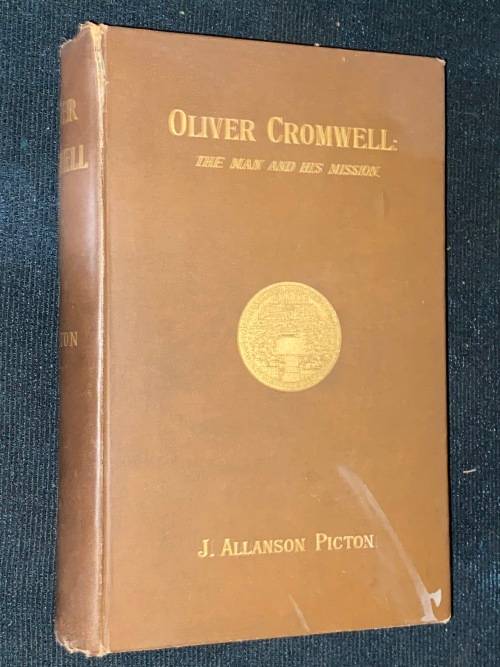 OLIVER CROMWELL:
THE MAN AND HIS MISSION.
J. ALLANSON PICTON